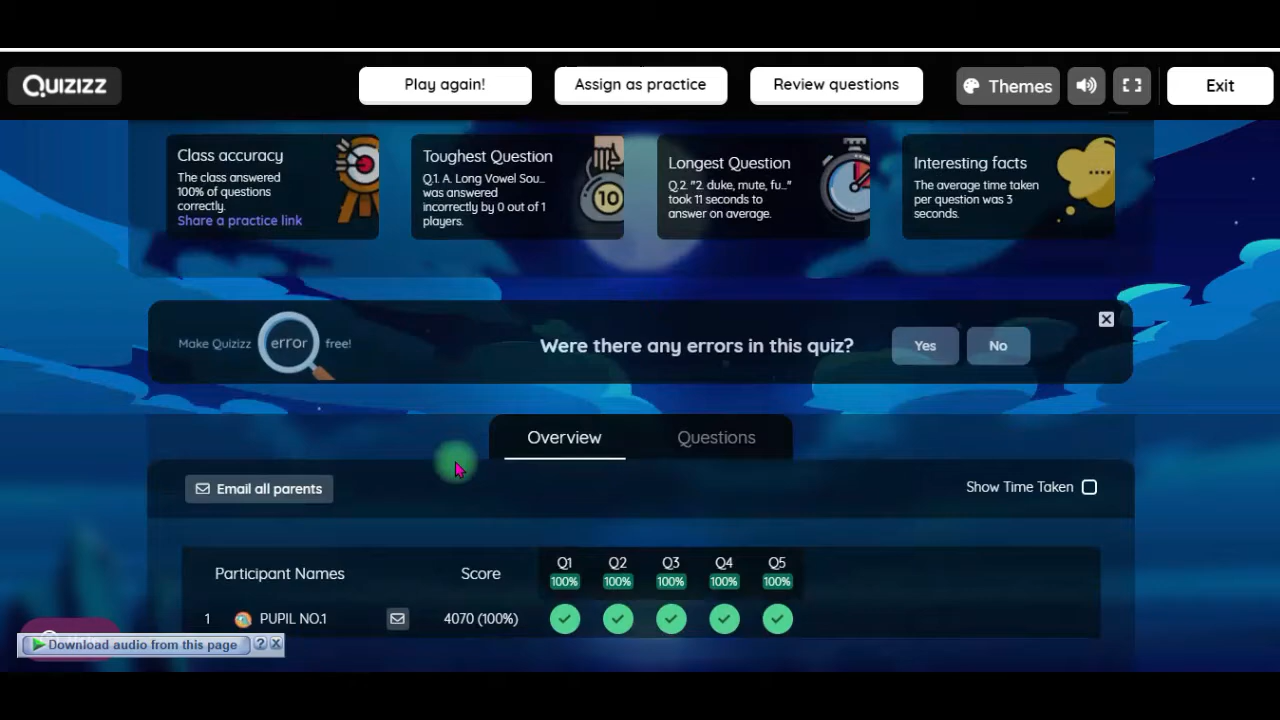 QUIZIZZ
Play again!
Assign as practice
Review questions
Themes
Exit
Class accuracy
The class answered
100% of questions
correctly.
Share a practice link
Toughest Question
Q.1. A. Long Vowel Sou...
was answered
incorrectly by 0 out of 1
players.
10
Longest Question
Q.2. "2. duke, mute, fu..."
took 11 seconds to
answer on average.
Interesting facts
The average time taken
per question was 3
seconds.
Make Quizizz error free!
Were there any errors in this quiz?
Yes
No
Overview
Questions
Email all parents
Show Time Taken
Participant Names
Score
Q1 Q2 Q3 Q4 Q5
100% 100% 100% 100% 100%
1 PUPIL NO.1 4070 (100%)
Download audio from this page ? X